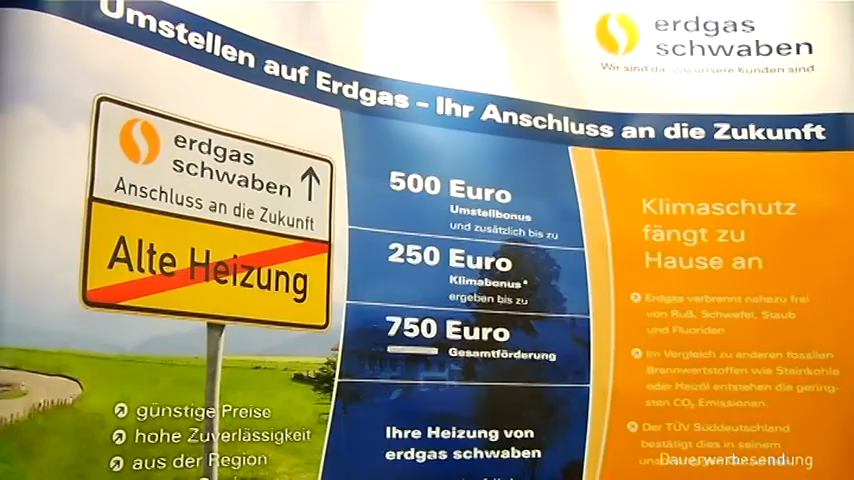 Umstellen auf Erdgas – Ihr Anschluss an die Zukunft
erdgas
schwaben
Wir sind da, wo unsere Kunden sind
erdgas
schwaben
Anschluss an die Zukunft
Alte Heizung
günstige Preise
hohe Zuverlässigkeit
aus der Region
500 Euro
Umstellbonus
und zusätzlich bis zu
250 Euro
Klimabonus*
ergeben bis zu
750 Euro
Gesamtförderung
Ihre Heizung von
erdgas schwaben
Klimaschutz
fängt zu
Hause an
Erdgas verbrennt nahezu frei
von Ruß, Schwefel, Staub
und Fluoriden
Im Vergleich zu anderen fossilen
Brennwertstoffen wie Steinkohle
oder Heizöl entstehen die gering-
sten CO₂ Emissionen.
Der TÜV Süddeutschland
bestätigt dies in seinem
Dauerwerbesendung